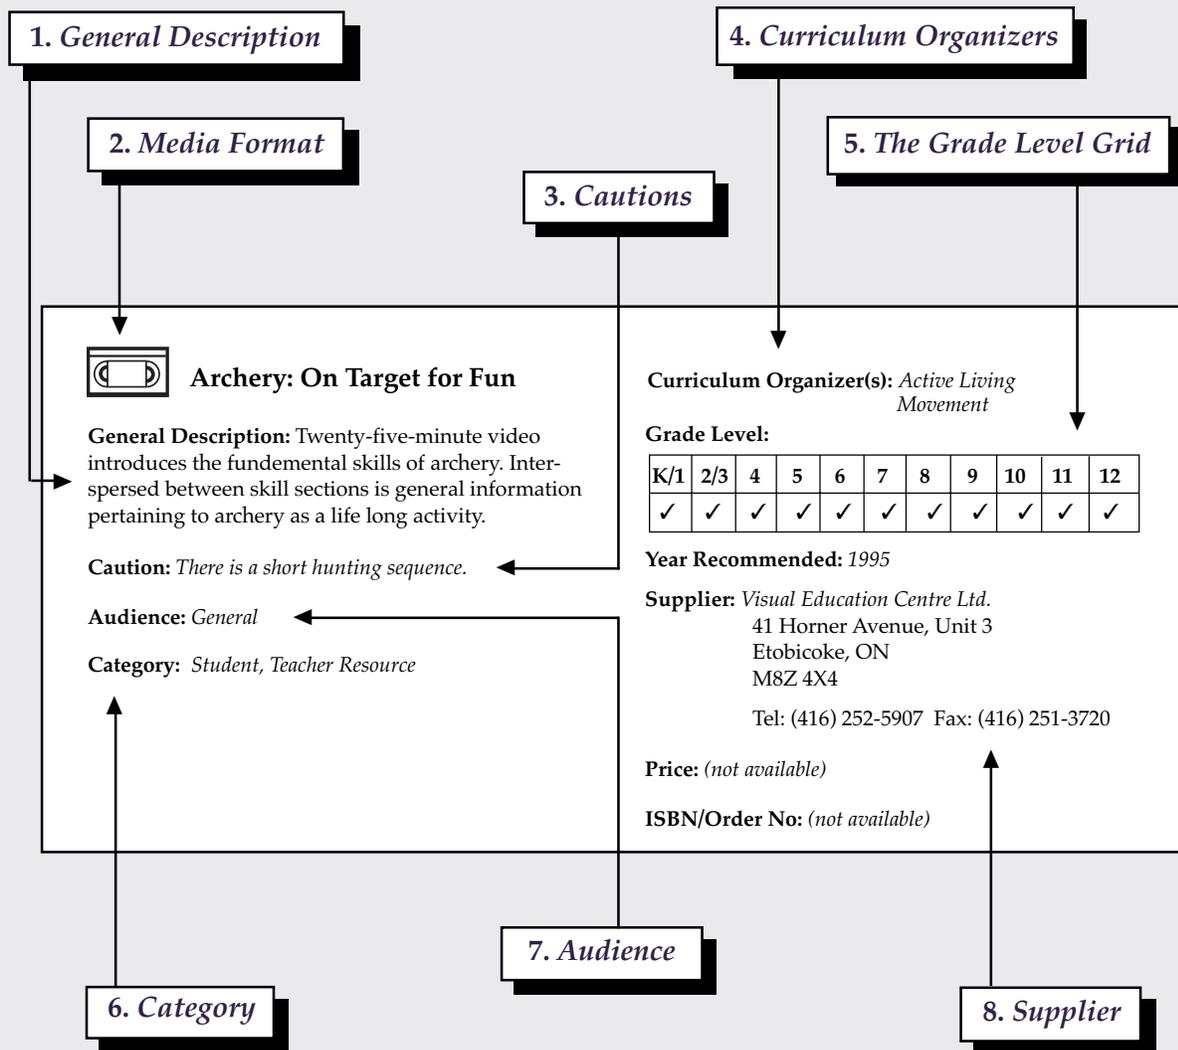 1. General Description
4. Curriculum Organizers
2. Media Format
5. The Grade Level Grid
3. Cautions
Archery: On Target for Fun
General Description: Twenty-five-minute video
introduces the fundemental skills of archery. Inter-
spersed between skill sections is general information
pertaining to archery as a life long activity.
Caution: There is a short hunting sequence.
Audience: General
Category: Student, Teacher Resource
Curriculum Organizer(s): Active Living
Movement
Grade Level:
K/1 2/3 4 5 6 7 8 9 10 11 12
✓ ✓ ✓ ✓ ✓ ✓ ✓ ✓ ✓ ✓ ✓
Year Recommended: 1995
Supplier: Visual Education Centre Ltd.
41 Horner Avenue, Unit 3
Etobicoke, ON
M8Z 4X4
Tel: (416) 252-5907 Fax: (416) 251-3720
Price: (not available)
ISBN/Order No: (not available)
7. Audience
6. Category
8. Supplier